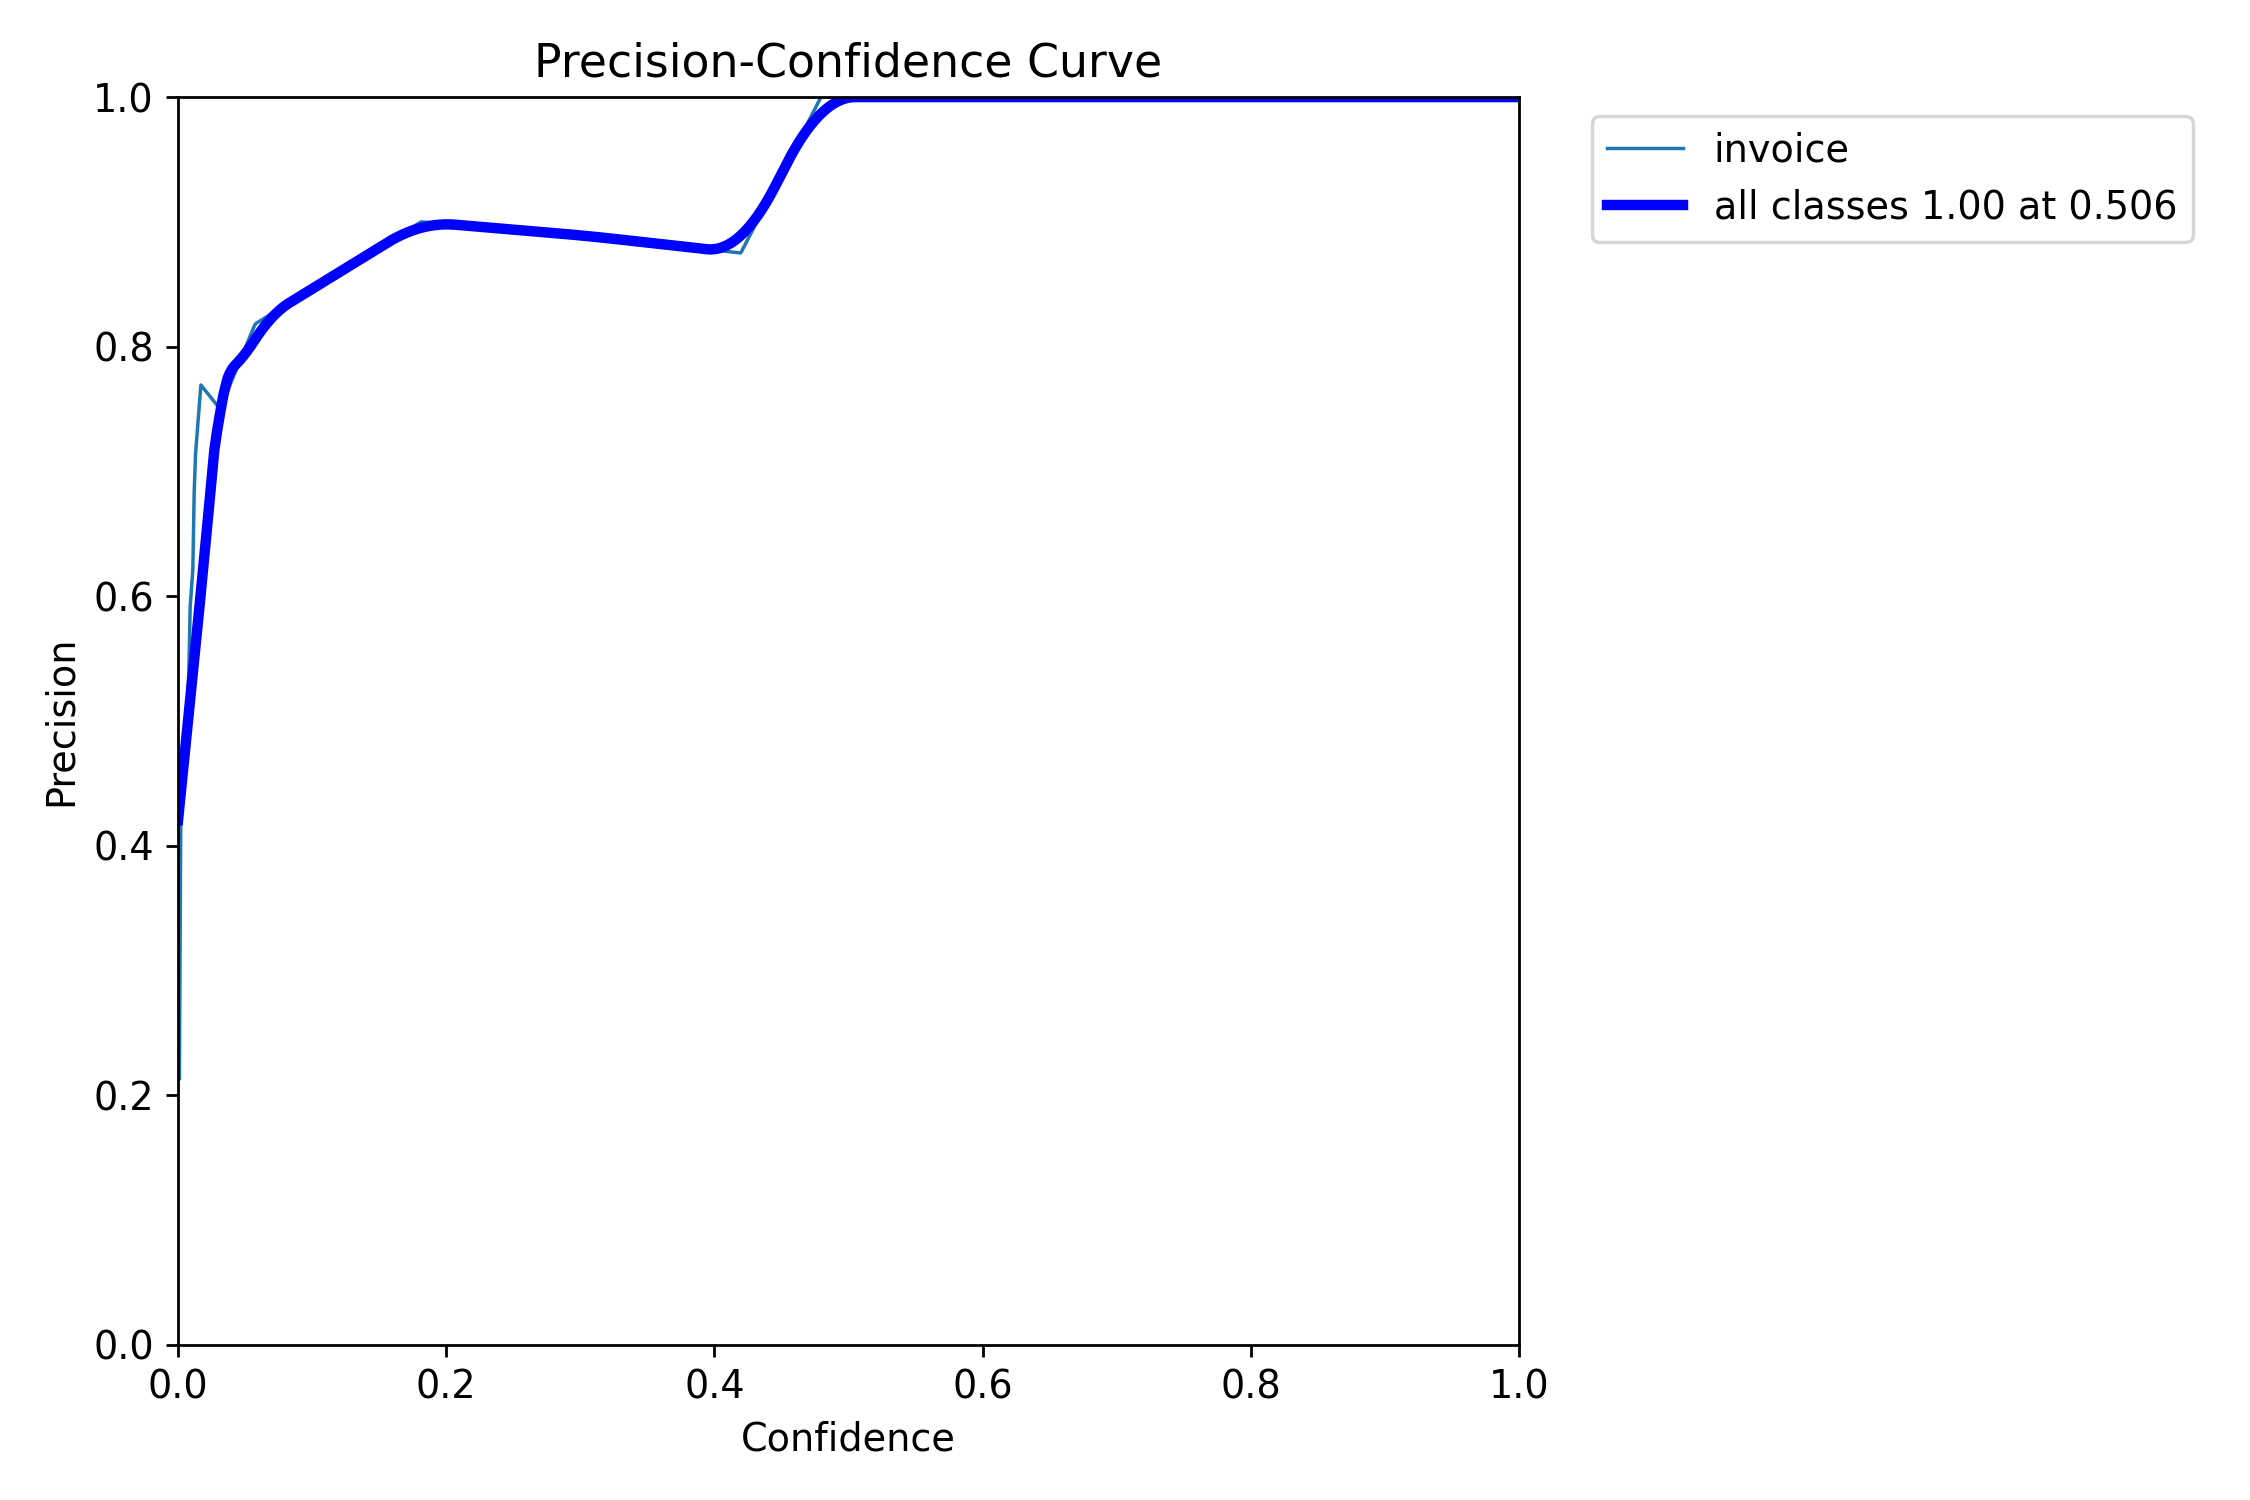 Precision-Confidence Curve
1.0
0.8
0.6
0.4
0.2
0.0
Precision
0.0 0.2 0.4 0.6 0.8 1.0
Confidence
invoice
all classes 1.00 at 0.506